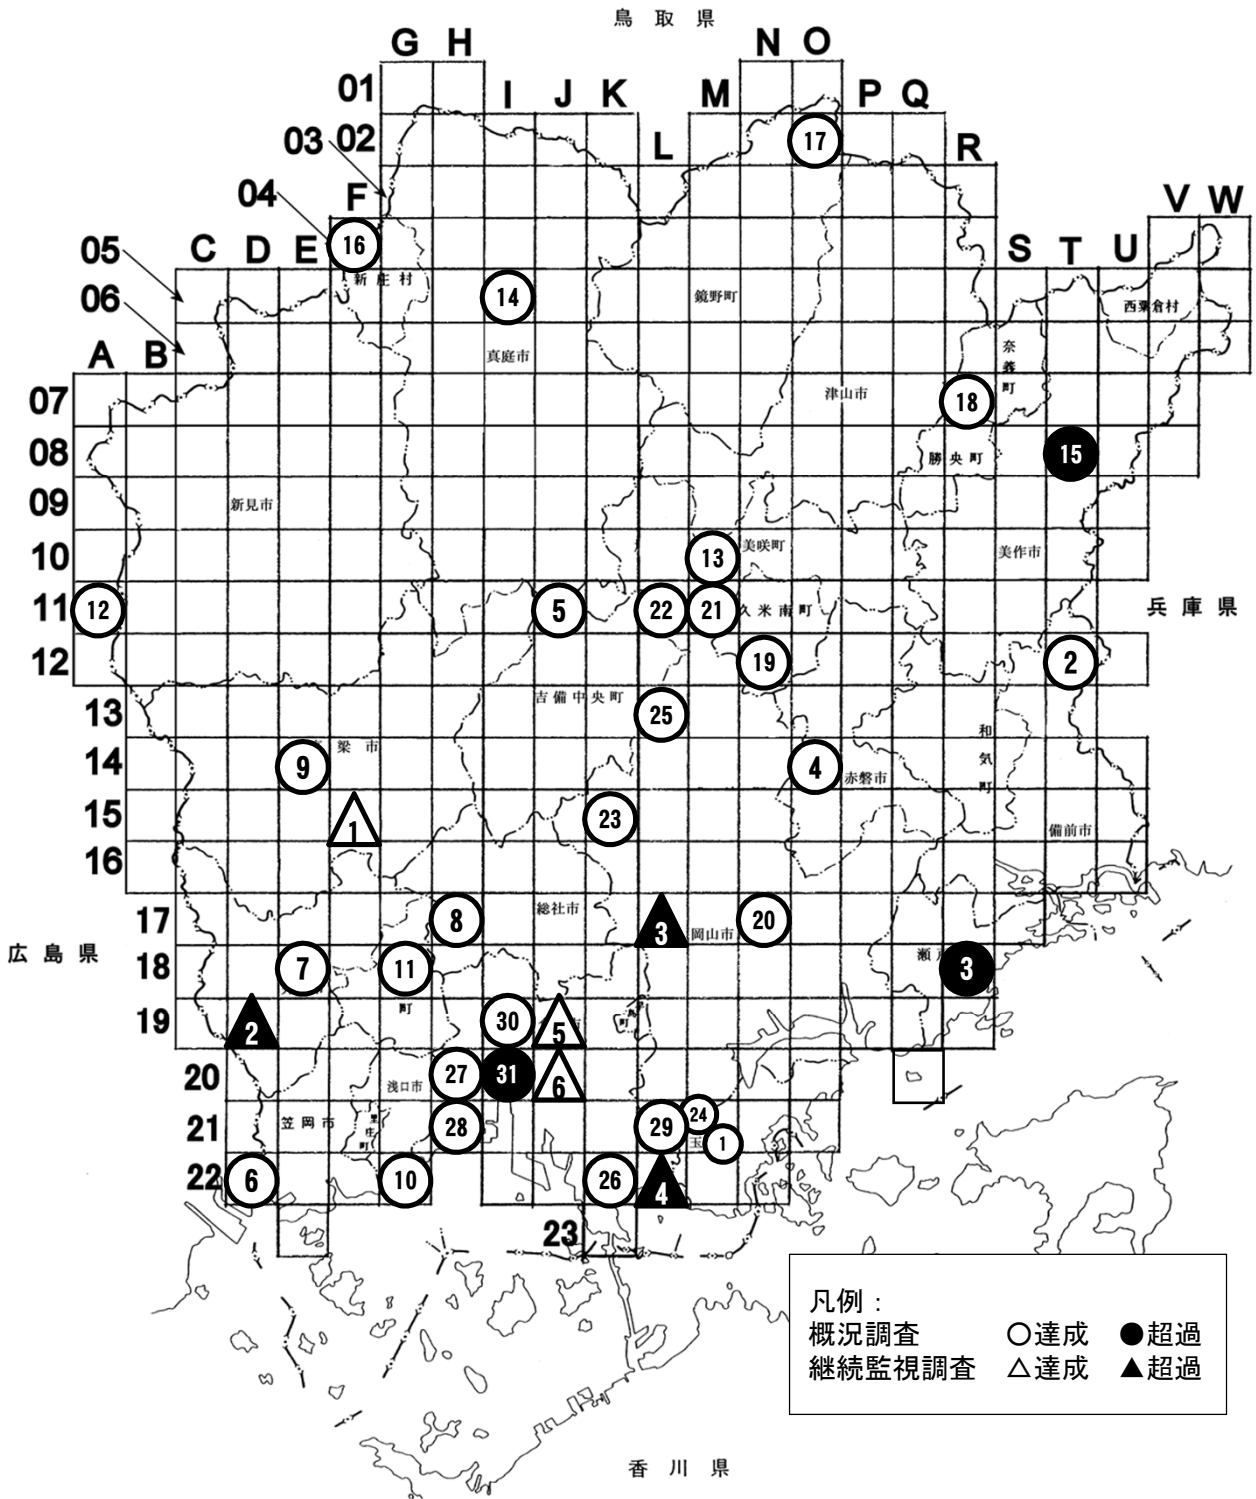 鳥取県
G H N O
01 I J K M P Q
03 02 L 17 R
04 F V W
05 C D E 16 S T U
新庄村
06 14 鏡野町 西粟倉村
A B 真庭市 奈義町
07 津山市 18
08 勝央町 15
09 新見市
10 13 美咲町 美作市
11 12 5 22 21 久米南町 兵庫県
12 19 2
13 吉備中央町 25 和気町
14 9 梁市 4 赤磐市
15 1 23 備前市
16
17 8 総社市 3 岡山市 20
広島県
18 7 11 瀬 3
19 2 町 30 5 島町
20 浅口市 27 31 6
21 笠岡市 里庄町 28 29 24
玉 1
22 6 10 26 4
23
凡例：
概況調査 ○達成 ●超過
継続監視調査 △達成 ▲超過
香川県